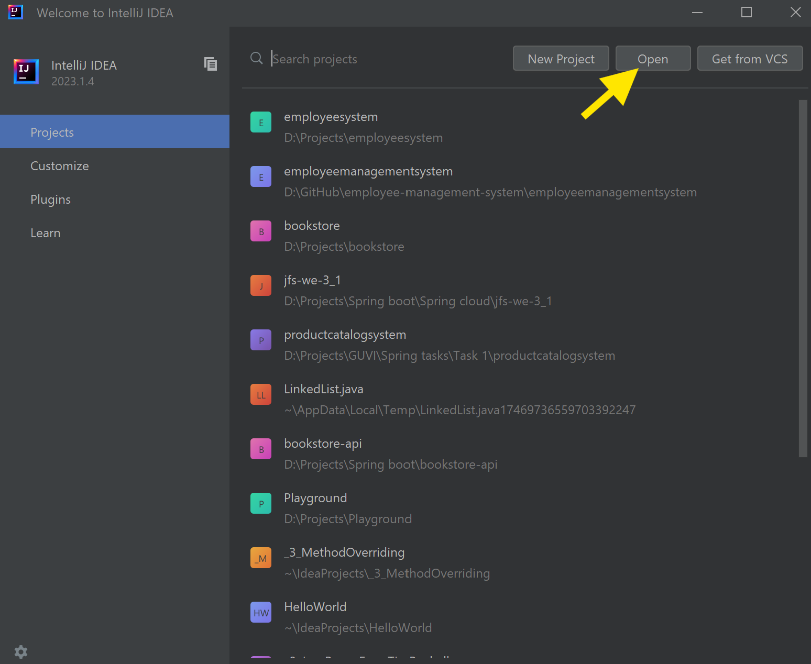 Welcome to IntelliJ IDEA
IntelliJ IDEA
2023.1.4
Projects
Customize
Plugins
Learn
Search projects
New Project
Open
Get from VCS
E
employeesystem
D:\Projects\employeesystem
E
employeemanagementsystem
D:\GitHub\employee-management-system\employeemanagementsystem
B
bookstore
D:\Projects\bookstore
J
jfs-we-3_1
D:\Projects\Spring boot\Spring cloud\jfs-we-3_1
P
productcatalogsystem
D:\Projects\GUVI\Spring tasks\Task 1\productcatalogsystem
LL
LinkedList.java
~\AppData\Local\Temp\LinkedList.java17469736559703392247
B
bookstore-api
D:\Projects\Spring boot\bookstore-api
P
Playground
D:\Projects\Playground
_M
_3_MethodOverriding
~\IdeaProjects\_3_MethodOverriding
HW
HelloWorld
~\IdeaProjects\HelloWorld